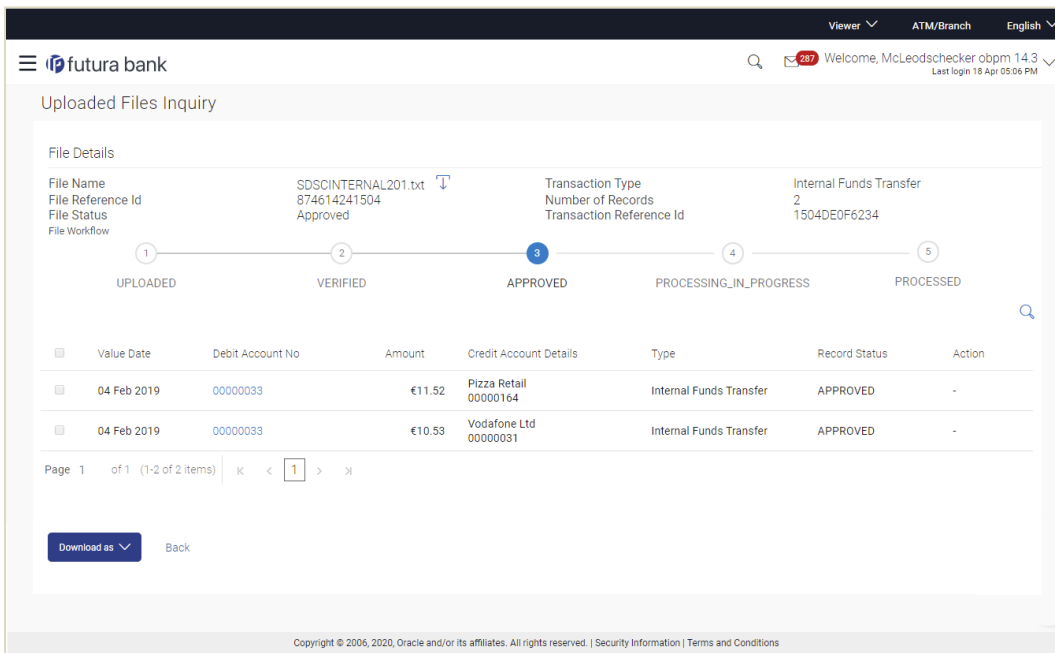 Viewer ATM/Branch English
futura bank 287 Welcome, McLeodschecker obpm 14.3
Last login 18 Apr 05:06 PM
Uploaded Files Inquiry
File Details
File Name SDSCINTERNAL201.txt Transaction Type Internal Funds Transfer
File Reference Id 874614241504 Number of Records 2
File Status Approved Transaction Reference Id 1504DE0F6234
File Workflow
1 2 3 4 5
UPLOADED VERIFIED APPROVED PROCESSING_IN_PROGRESS PROCESSED
Value Date Debit Account No Amount Credit Account Details Type Record Status Action
04 Feb 2019 00000033 €11.52 Pizza Retail 00000164 Internal Funds Transfer APPROVED -
04 Feb 2019 00000033 €10.53 Vodafone Ltd 00000031 Internal Funds Transfer APPROVED -
Page 1 of 1 (1-2 of 2 items) K < 1 > Ʞ
Download as Back
Copyright © 2006, 2020, Oracle and/or its affiliates. All rights reserved. | Security Information | Terms and Conditions